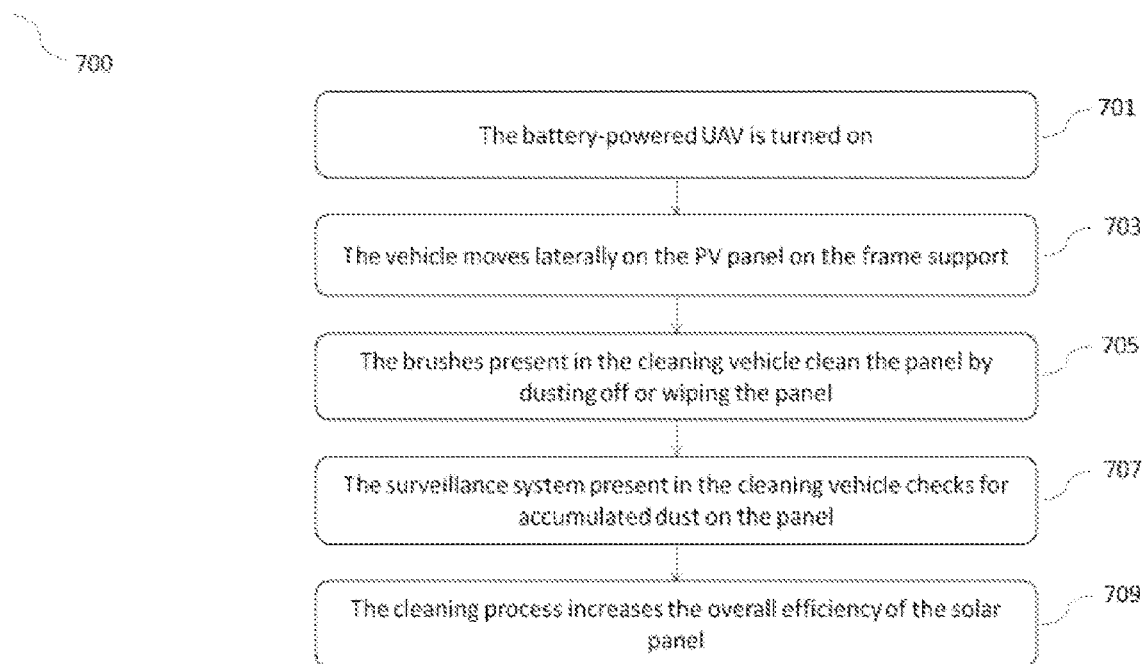 700
The battery-powered UAV is turned on
701
The vehicle moves laterally on the PV panel on the frame support
703
The brushes present in the cleaning vehicle clean the panel by
dusting off or wiping the panel
705
The surveillance system present in the cleaning vehicle checks for
accumulated dust on the panel
707
The cleaning process increases the overall efficiency of the solar
panel
709